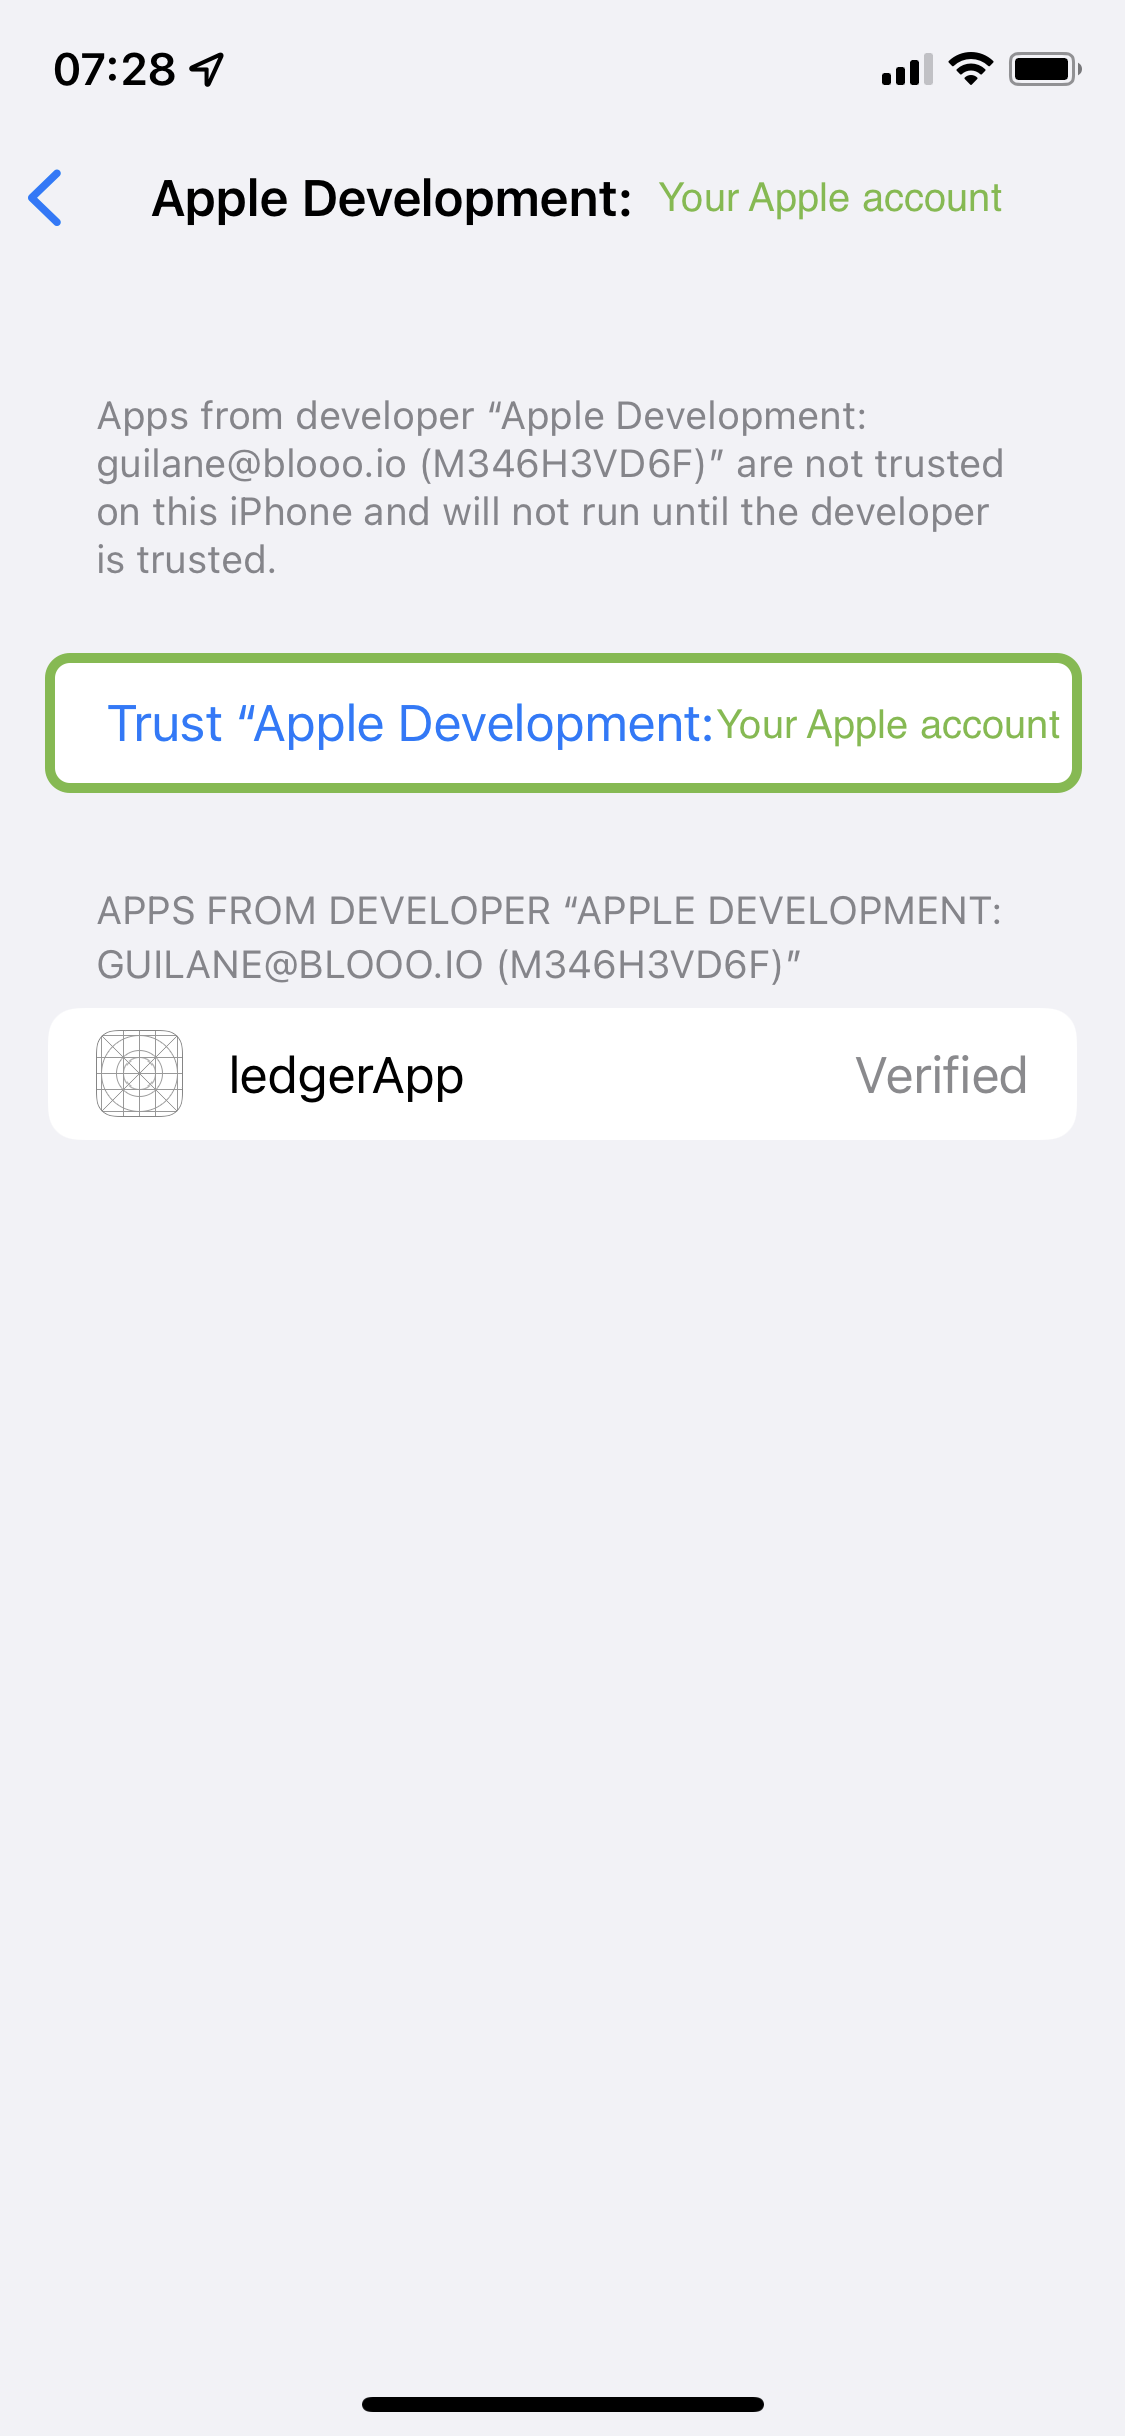 07:28
Apple Development: Your Apple account
Apps from developer “Apple Development:
guilane@blooo.io (M346H3VD6F)” are not trusted
on this iPhone and will not run until the developer
is trusted.
Trust “Apple Development:Your Apple account
APPS FROM DEVELOPER “APPLE DEVELOPMENT:
GUILANE@BLOOO.IO (M346H3VD6F)”
ledgerApp Verified